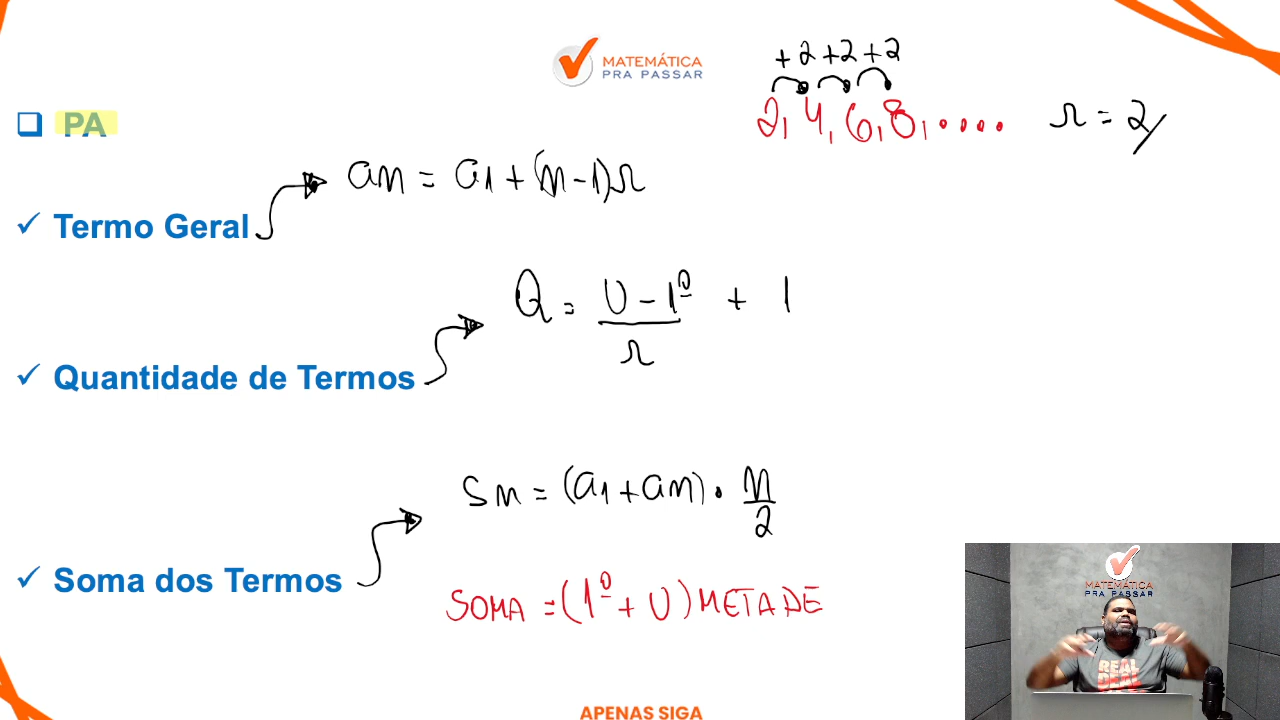 MATEMÁTICA
PRA PASSAR
+2 +2 +2
2, 4, 6, 8, .... r = 2/
PA
an = a1 + (n-1)r
Termo Geral
Q = U - 1º + 1
r
Quantidade de Termos
Sn = (a1 + an) . n
2
Soma dos Termos
SOMA = (1º + U) METADE
MATEMÁTICA
PRA PASSAR
REAL
DEAL
APENAS SIGA